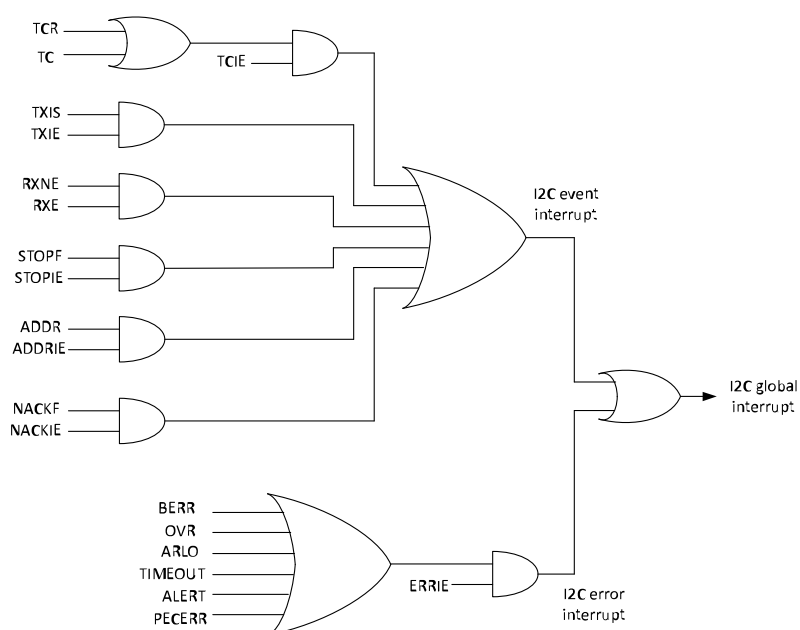 TCR
TC
TCIE
TXIS
TXIE
RXNE
RXE
STOPF
STOPIE
ADDR
ADDRIE
NACKF
NACKIE
I2C event
interrupt
I2C global
interrupt
BERR
OVR
ARLO
TIMEOUT
ALERT
PECERR
ERRIE
I2C error
interrupt